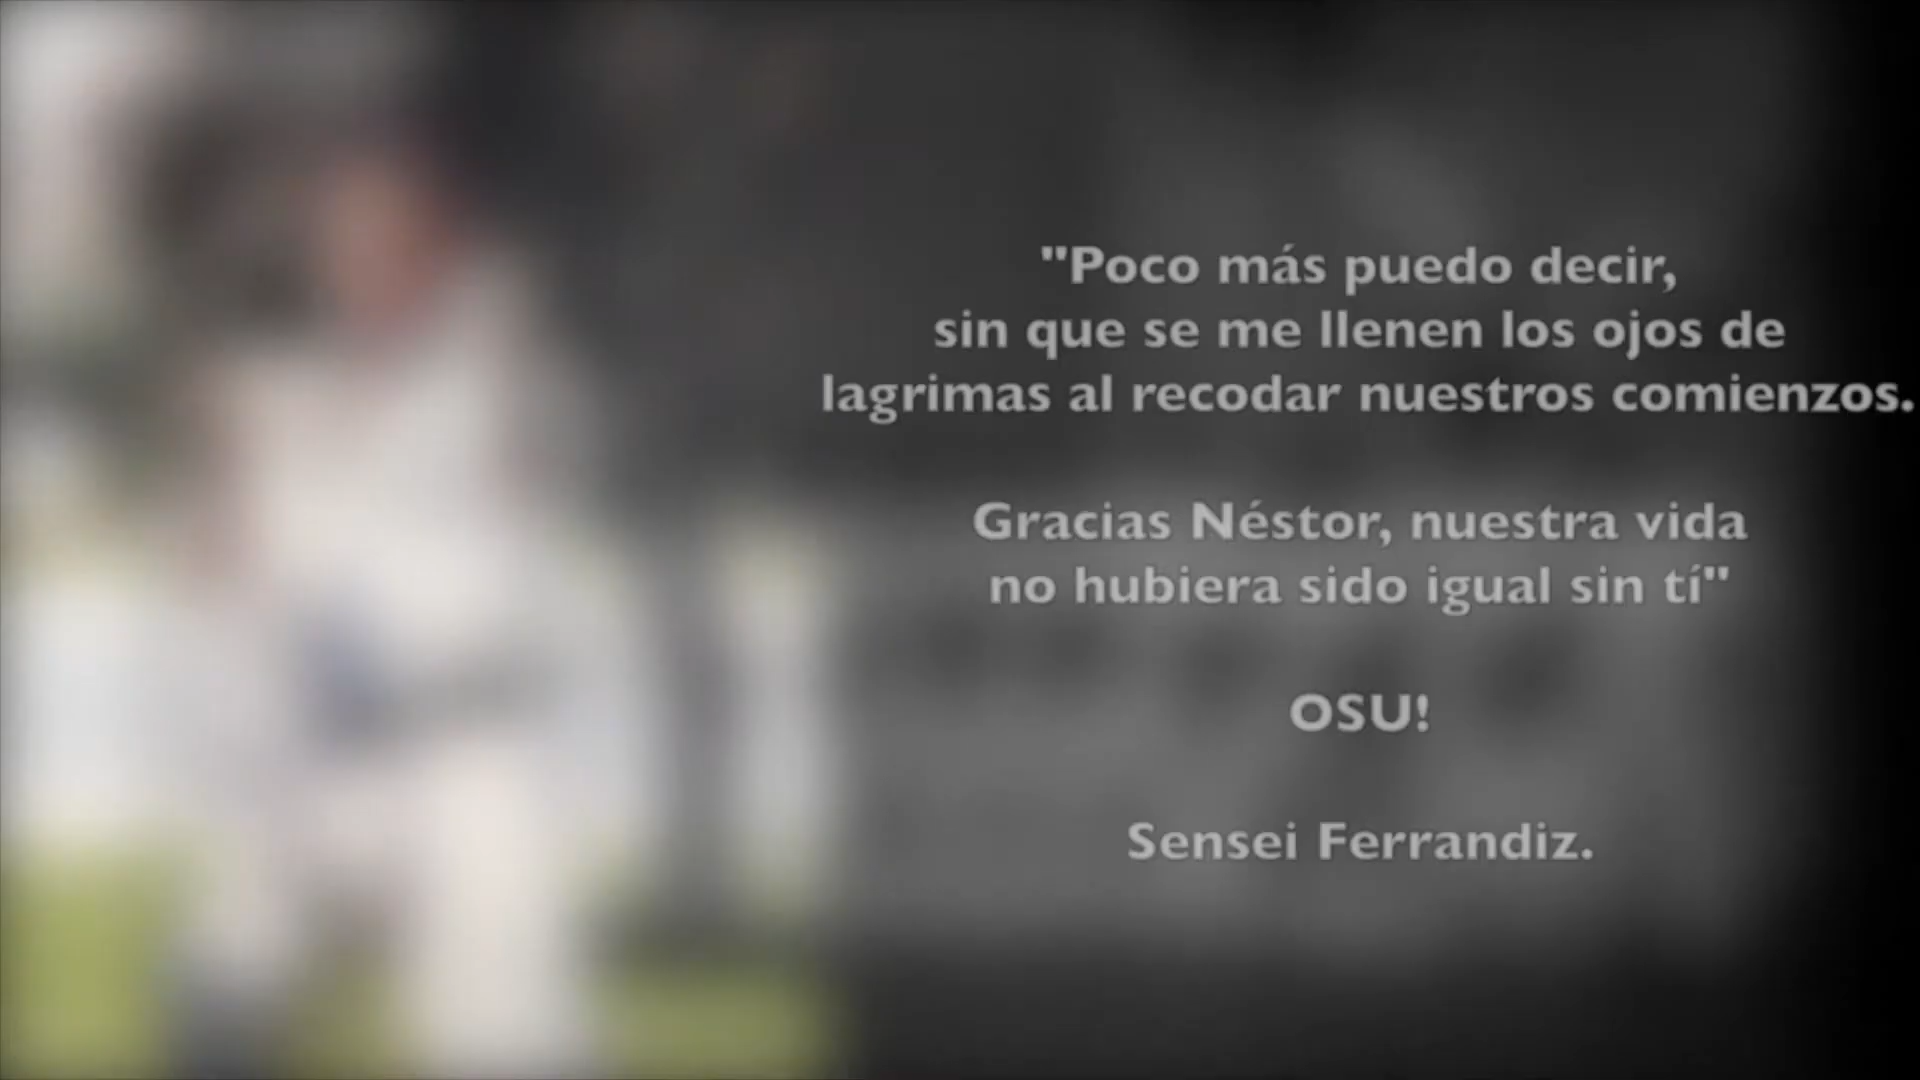 "Poco más puedo decir,
sin que se me llenen los ojos de
lagrimas al recodar nuestros comienzos.
Gracias Néstor, nuestra vida
no hubiera sido igual sin tí"
OSU!
Sensei Ferrandiz.